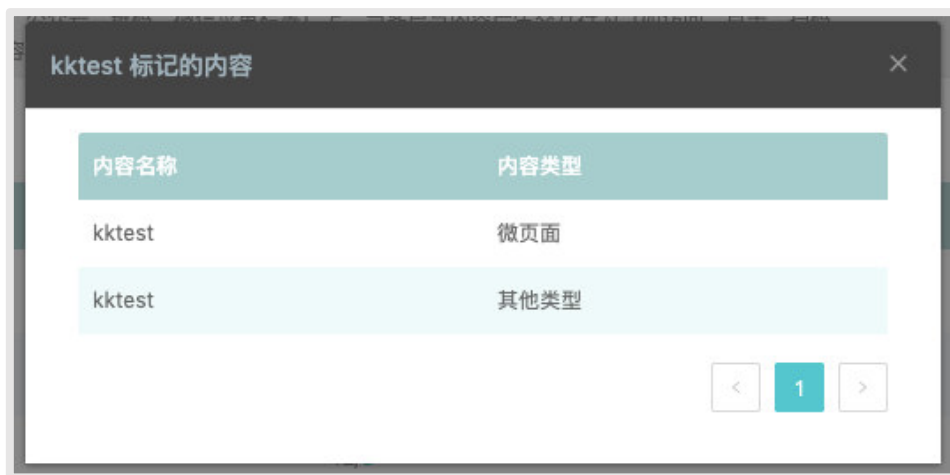 kktest 标记的内容
内容名称 内容类型
kktest 微页面
kktest 其他类型
< 1 >